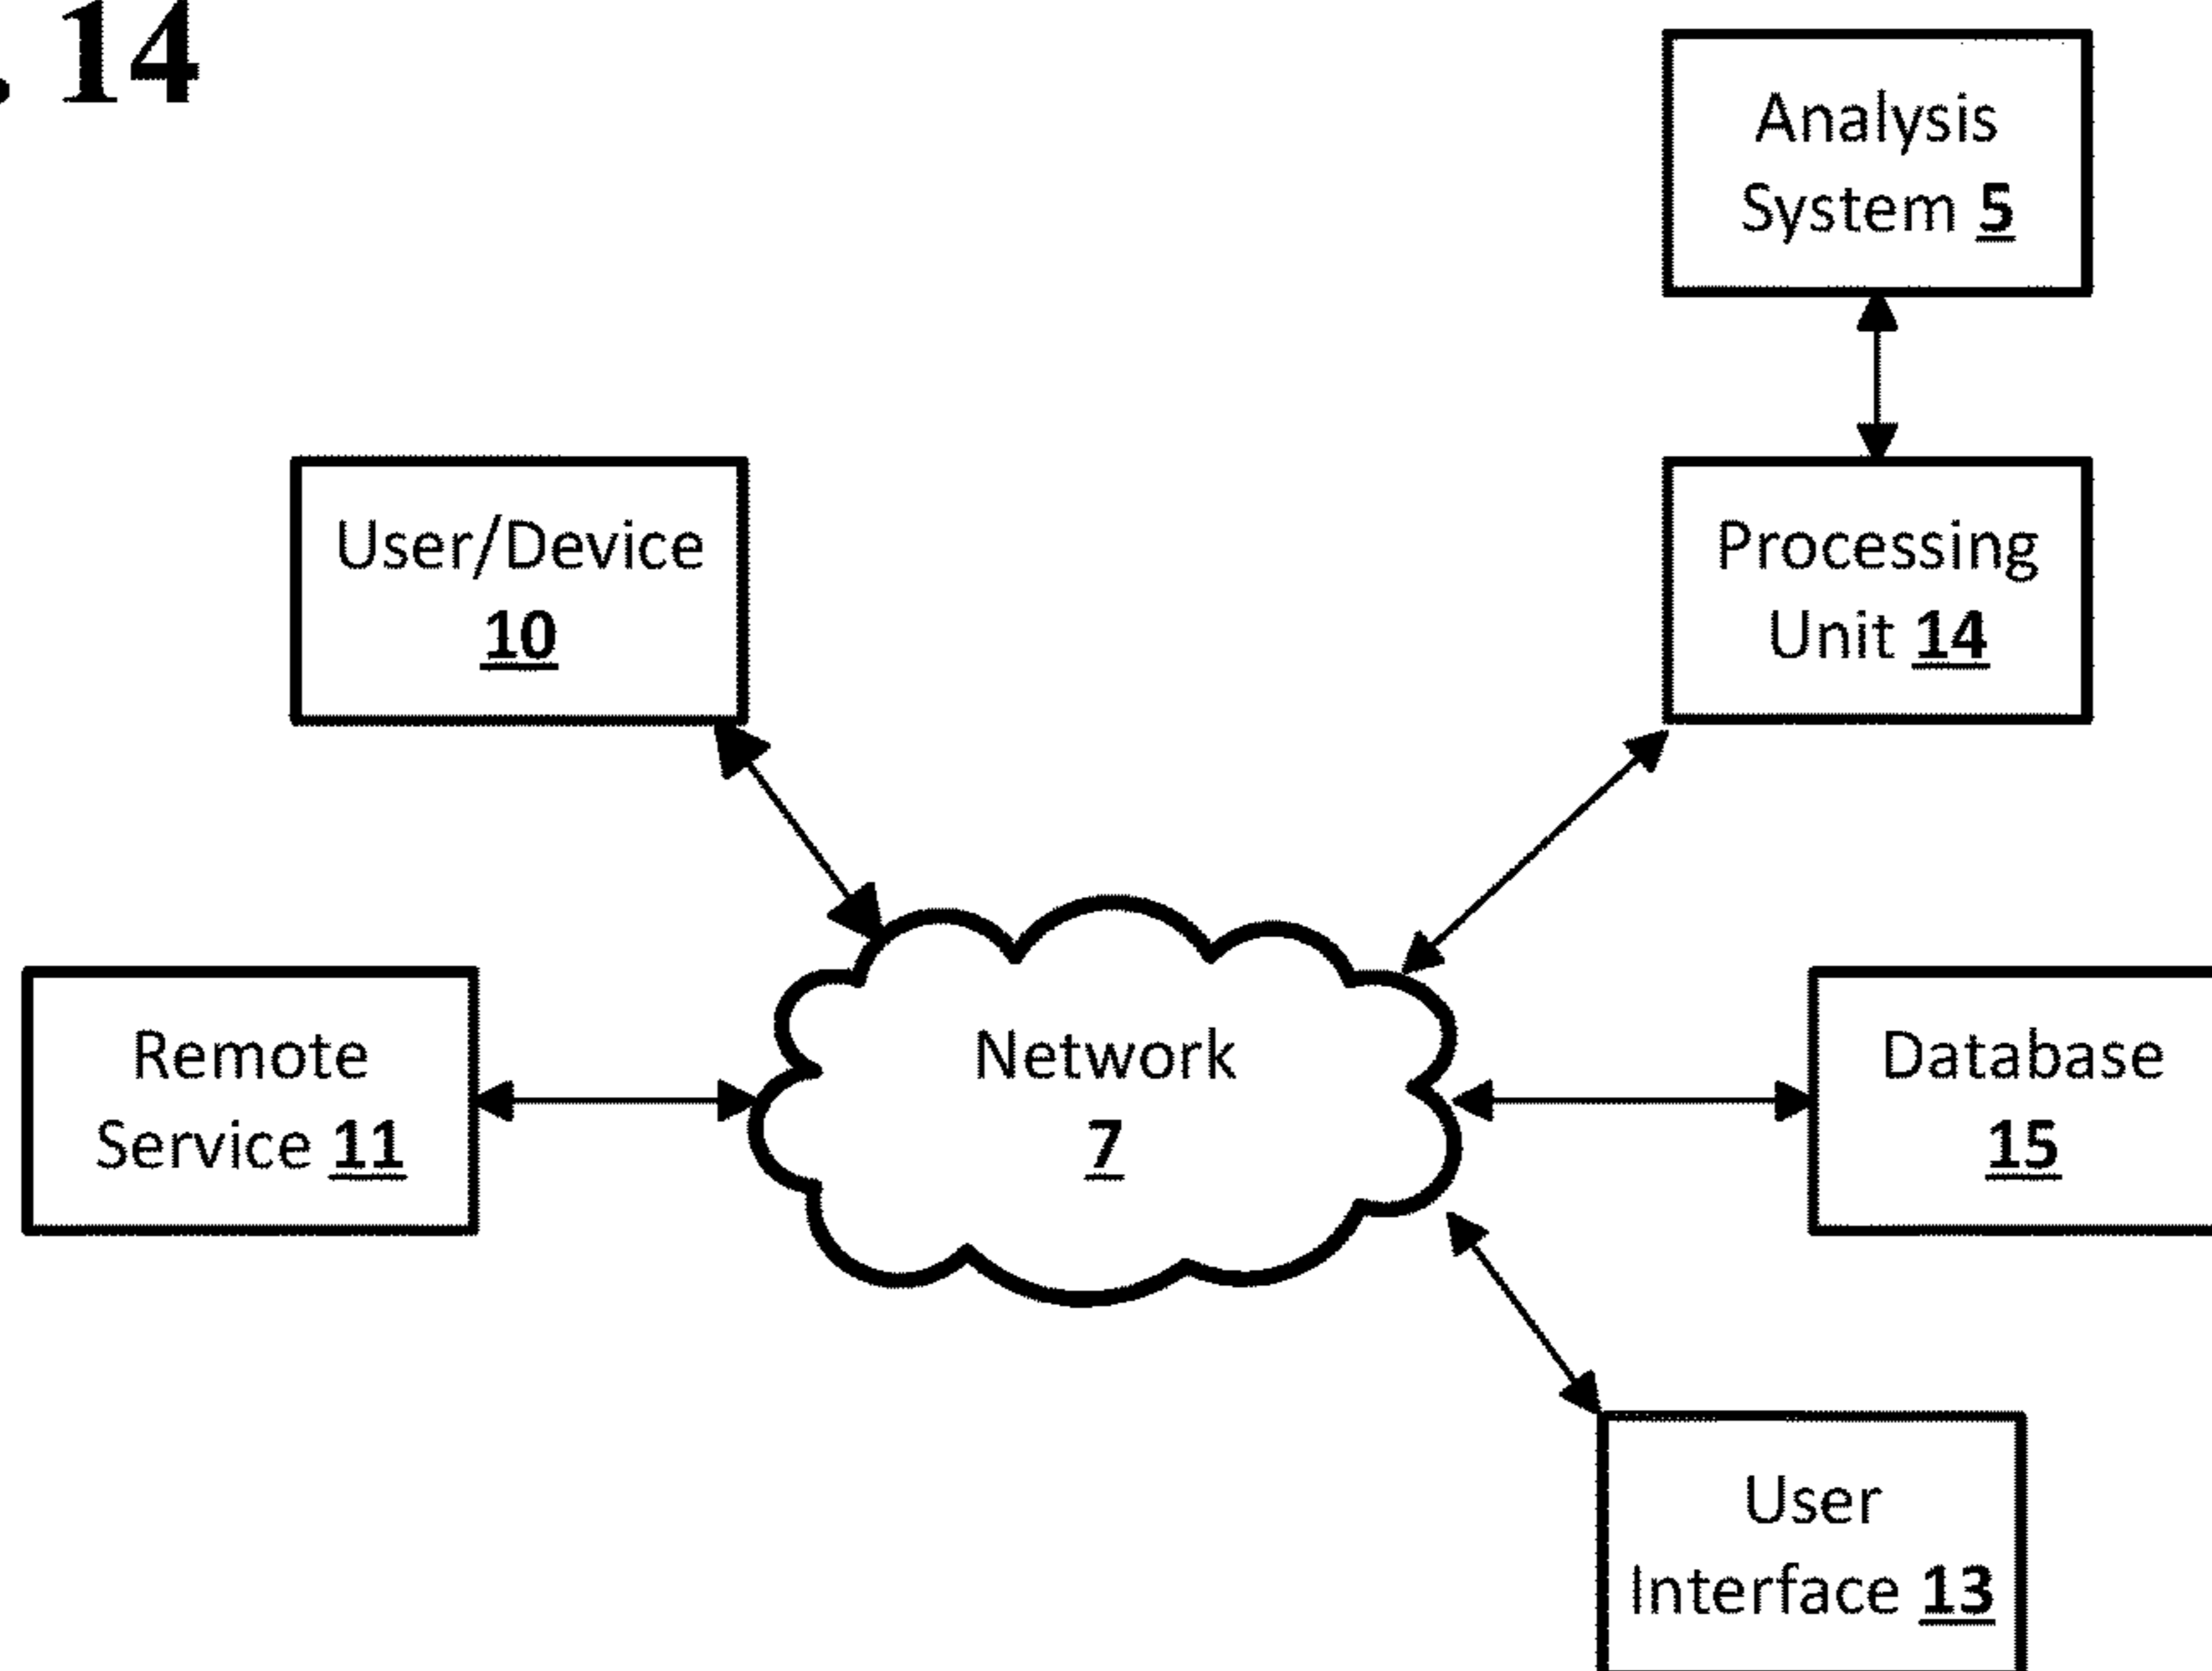 . 14
Analysis
System 5
User/Device
10
Processing
Unit 14
Remote
Service 11
Network
7
Database
15
User
Interface 13